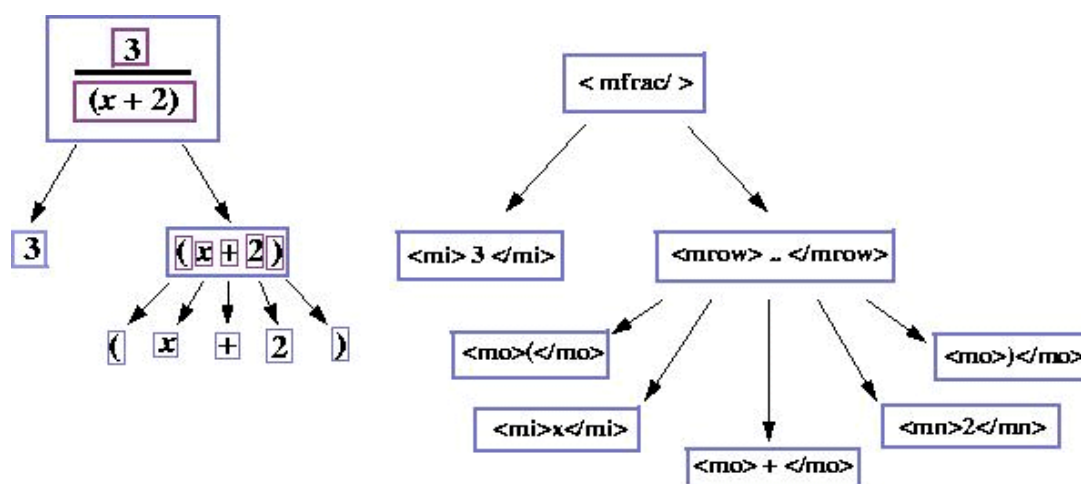 3
(x + 2)
3
( x + 2 )
( x + 2 )
< mfrac/ >
<mi> 3 </mi>
<mrow> .. </mrow>
<mo>(</mo>
<mo>)</mo>
<mi>x</mi>
<mn>2</mn>
<mo> + </mo>